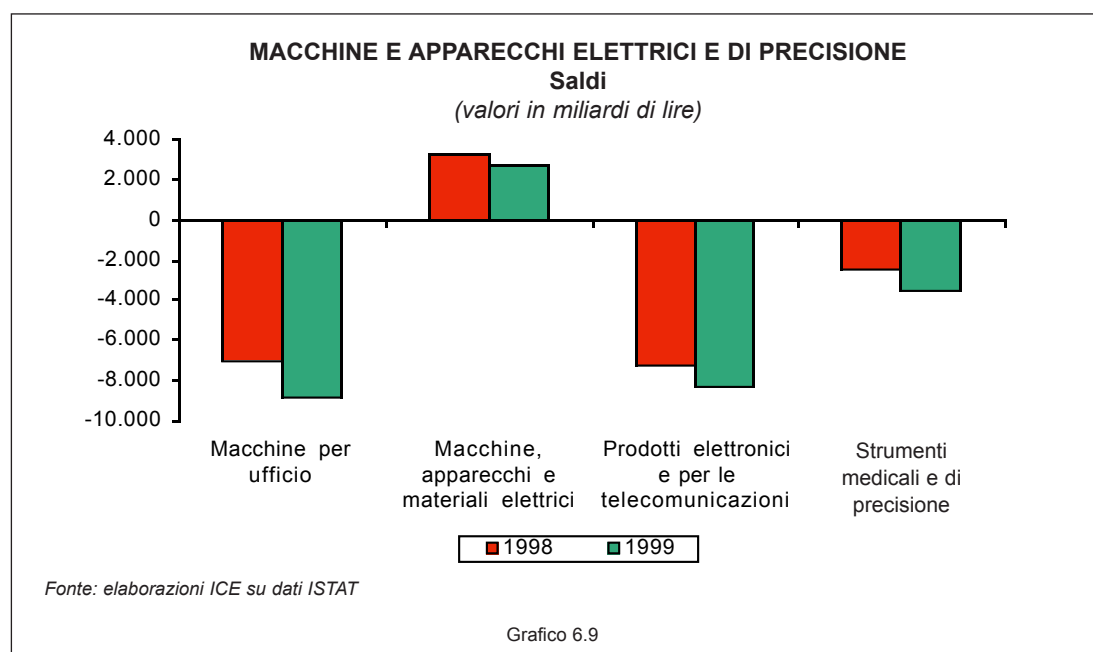 MACCHINE E APPARECCHI ELETTRICI E DI PRECISIONE
Saldi
(valori in miliardi di lire)
4.000
2.000
0
-2.000
-4.000
-6.000
-8.000
-10.000
Macchine per
ufficio
Macchine,
apparecchi e
materiali elettrici
Prodotti elettronici
e per le
telecomunicazioni
Strumenti
medicali e di
precisione
1998 1999
Fonte: elaborazioni ICE su dati ISTAT
Grafico 6.9